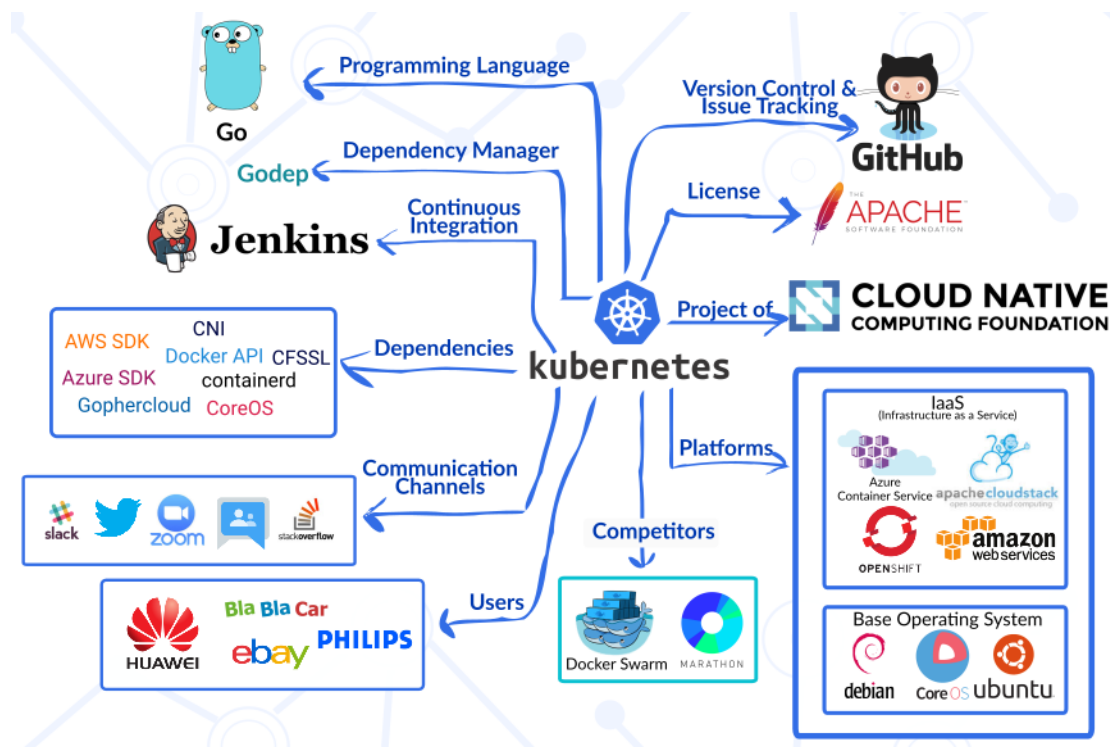 Programming Language
Go
Version Control &
Issue Tracking
GitHub
Dependency Manager
Godep
License
THE
APACHE
SOFTWARE FOUNDATION
Continuous
Integration
Jenkins
Project of
CLOUD NATIVE
COMPUTING FOUNDATION
kubernetes
Dependencies
AWS SDK
CNI
Docker API
CFSSL
Azure SDK
containerd
Gophercloud
CoreOS
Platforms
IaaS
(Infrastructure as a Service)
Azure
Container Service
apachecloudstack
open source cloud computing
OPENSHIFT
amazon
web services
Base Operating System
debian
CoreOS
ubuntu
Communication
Channels
slack
zoom
stackoverflow
Competitors
Docker Swarm
MARATHON
Users
HUAWEI
Bla Bla Car
ebay
PHILIPS